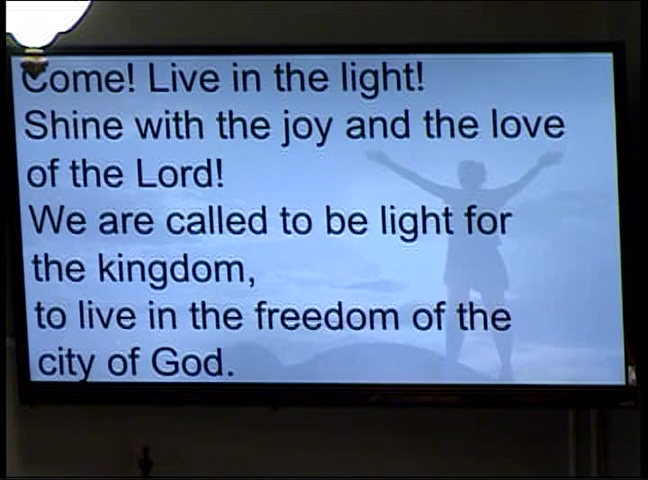 Come! Live in the light!
Shine with the joy and the love
of the Lord!
We are called to be light for
the kingdom,
to live in the freedom of the
city of God.